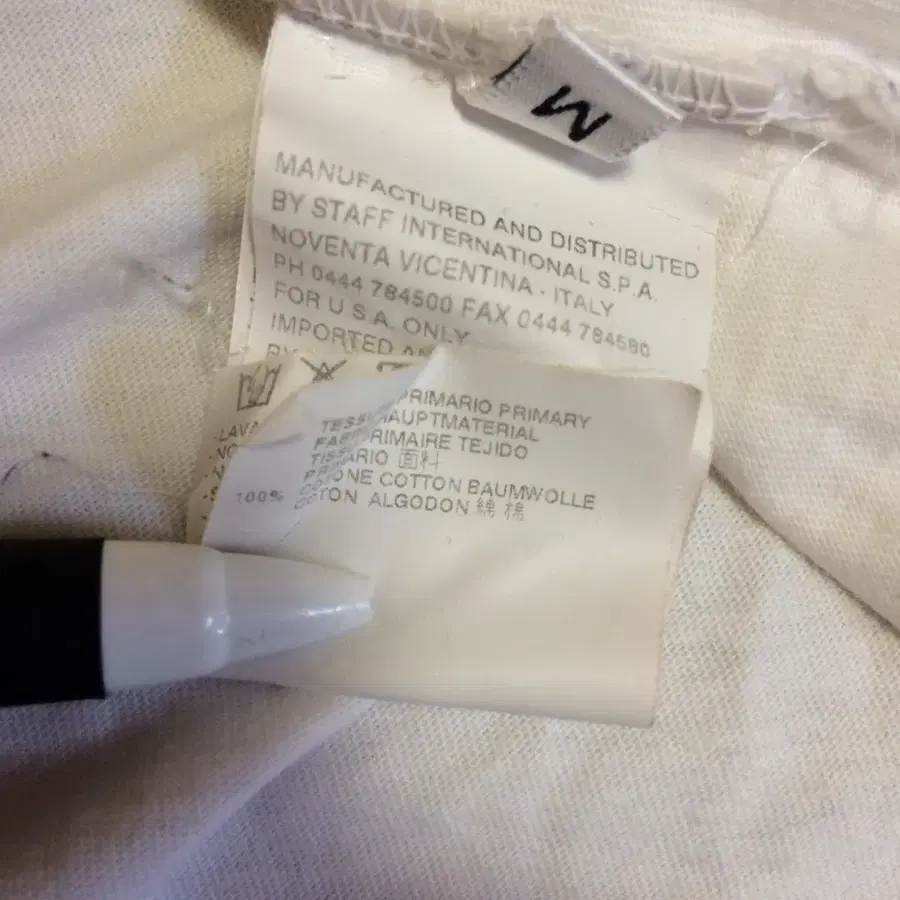 M
MANUFACTURED AND DISTRIBUTED
BY STAFF INTERNATIONAL S.P.A.
NOVENTA VICENTINA - ITALY
PH 0444 784500 FAX 0444 784580
FOR U S A. ONLY
IMPORTED
PRIMARIO PRIMARY
HAUPTMATERIAL
PRIMAIRE TEJIDO
面料
100% COTTON BAUMWOLLE
ALGODON 綿 棉